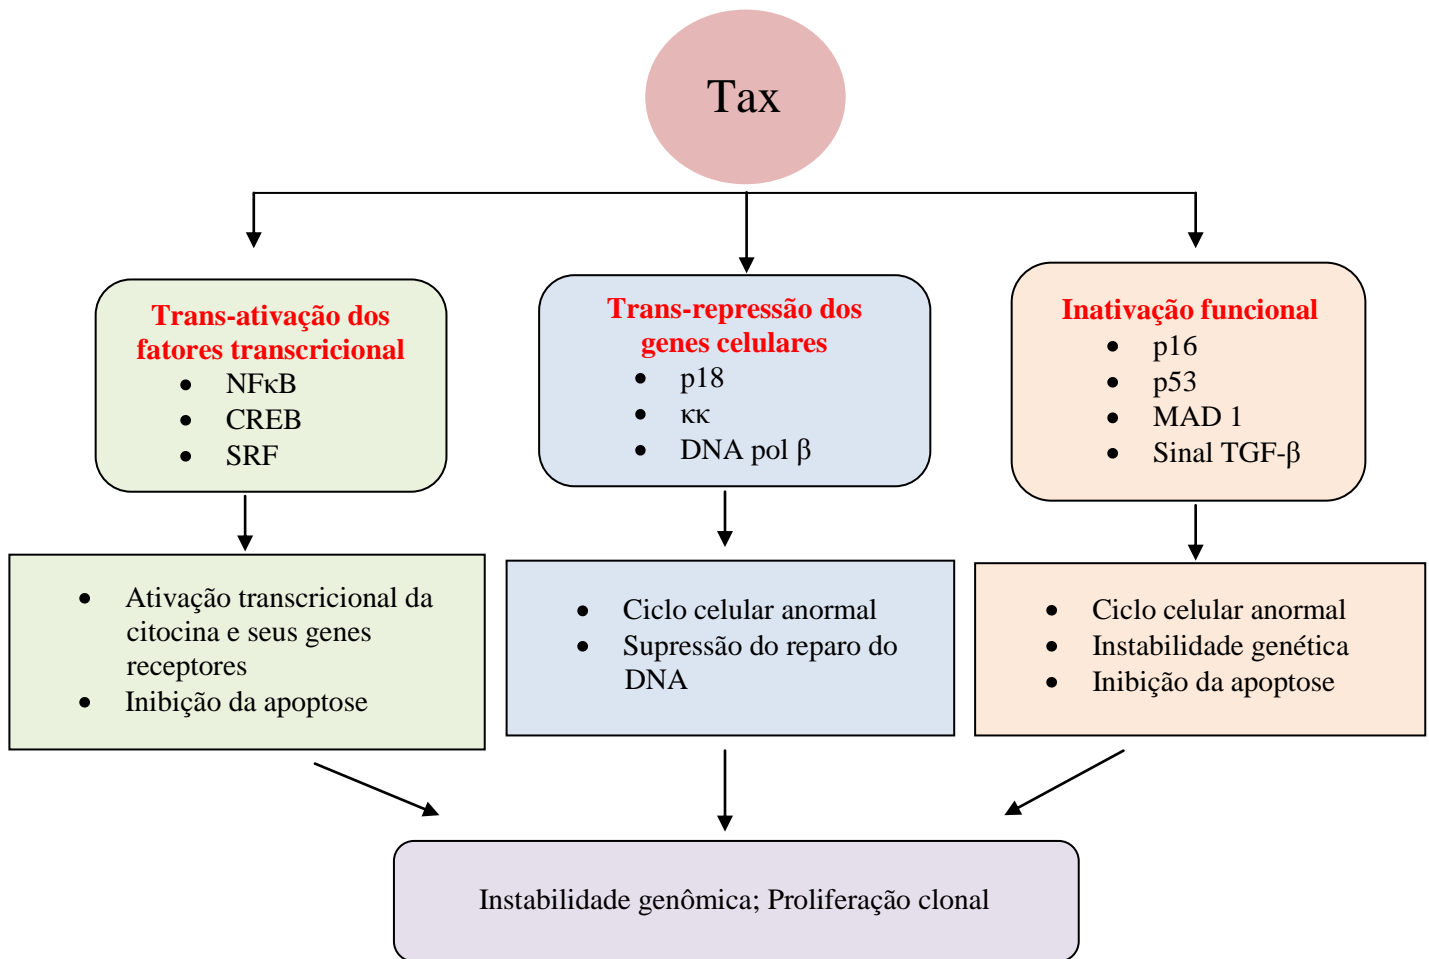 Tax
Trans-ativação dos
fatores transcricional
• NFκB
• CREB
• SRF
Trans-repressão dos
genes celulares
• p18
• κκ
• DNA pol β
Inativação funcional
• p16
• p53
• MAD 1
• Sinal TGF-β
• Ativação transcricional da
citocina e seus genes
receptores
• Inibição da apoptose
• Ciclo celular anormal
• Supressão do reparo do
DNA
• Ciclo celular anormal
• Instabilidade genética
• Inibição da apoptose
Instabilidade genômica; Proliferação clonal